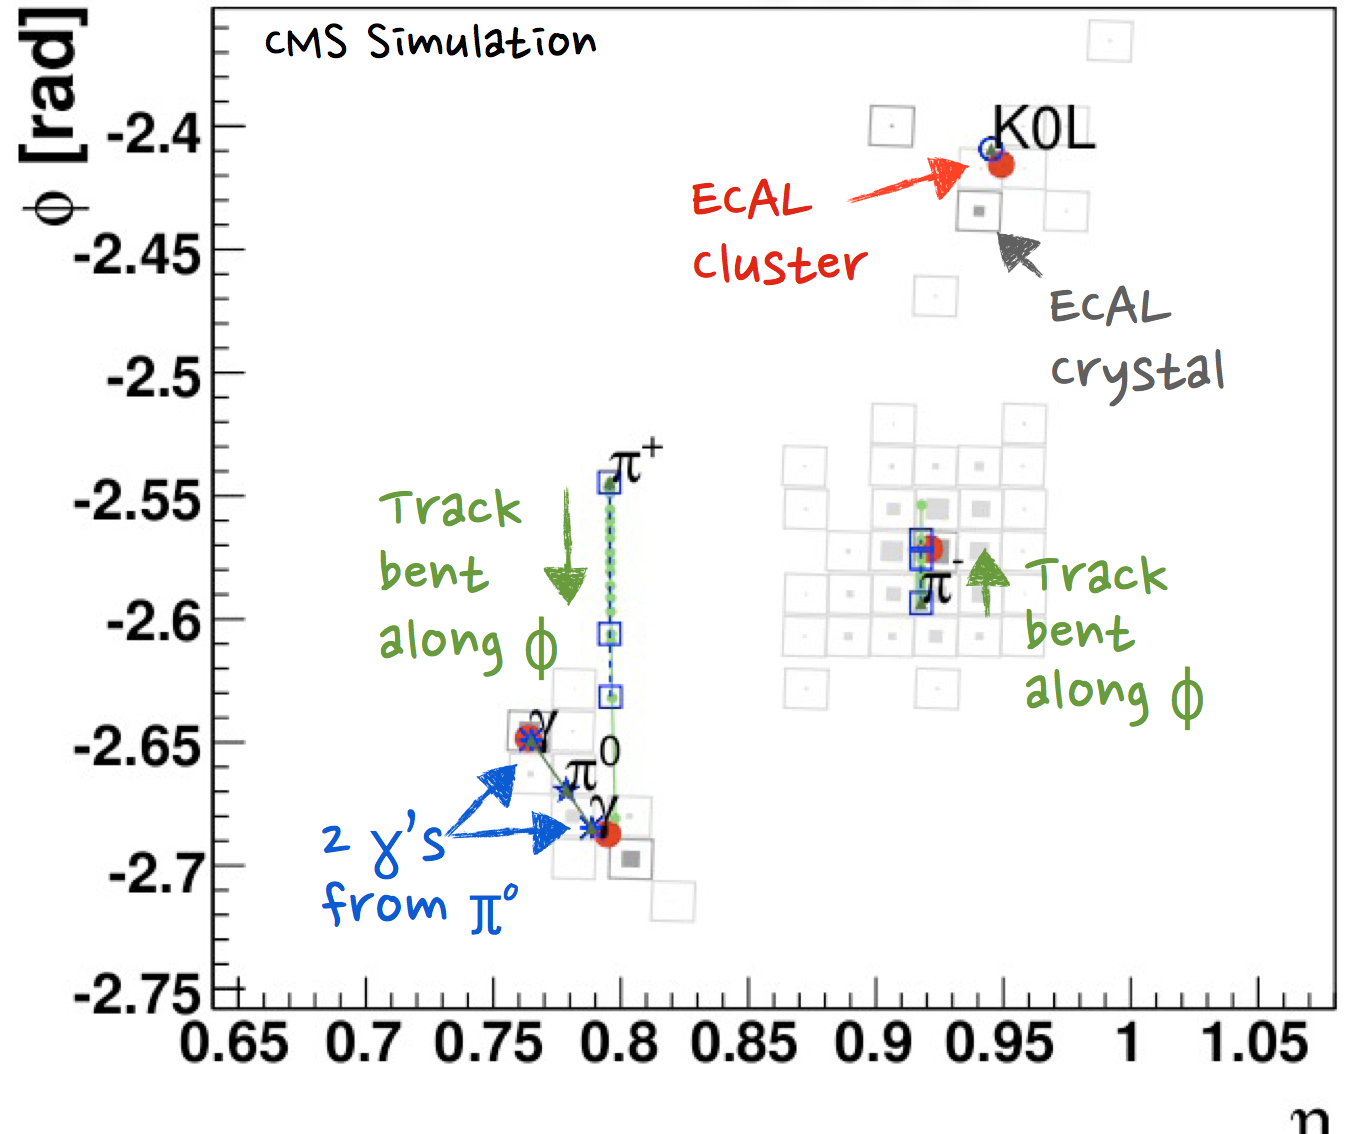 CMS Simulation
ϕ [rad]
-2.4
-2.45
-2.5
-2.55
-2.6
-2.65
-2.7
-2.75
K0L
ECAL
cluster
ECAL
crystal
π⁺
Track
bent
along ϕ
π⁻
Track
bent
along ϕ
γ
π⁰
γ
2 γ's
from π⁰
0.65 0.7 0.75 0.8 0.85 0.9 0.95 1 1.05
η